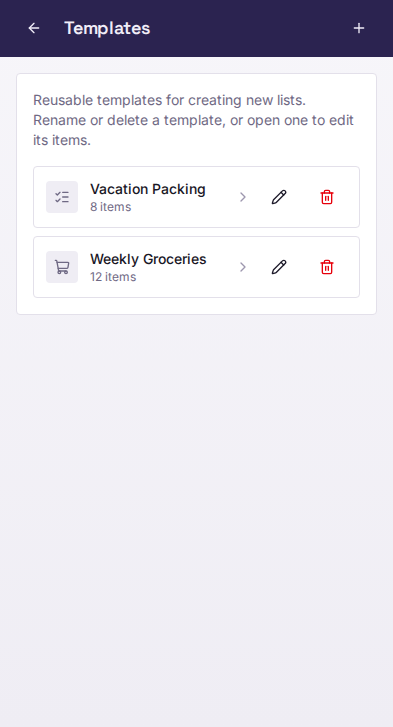 Templates
Reusable templates for creating new lists.
Rename or delete a template, or open one to edit
its items.
Vacation Packing
8 items
Weekly Groceries
12 items